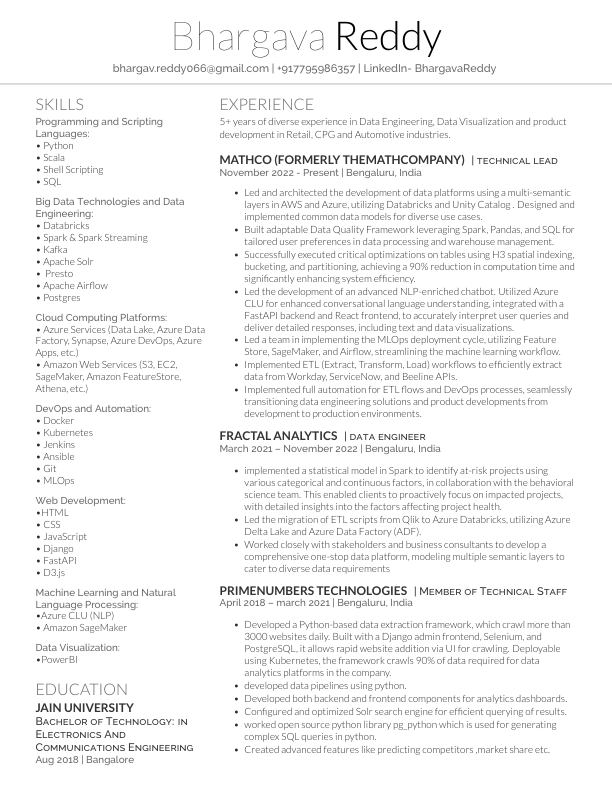 Bhargava Reddy
bhargav.reddy066@gmail.com | +917795986357 | LinkedIn- BhargavaReddy
SKILLS
Programming and Scripting
Languages:
• Python
• Scala
• Shell Scripting
• SQL
Big Data Technologies and Data
Engineering:
• Databricks
• Spark & Spark Streaming
• Kafka
• Apache Solr
• Presto
• Apache Airflow
• Postgres
Cloud Computing Platforms:
• Azure Services (Data Lake, Azure Data
Factory, Synapse, Azure DevOps, Azure
Apps, etc.)
• Amazon Web Services (S3, EC2,
SageMaker, Amazon FeatureStore,
Athena, etc.)
DevOps and Automation:
• Docker
• Kubernetes
• Jenkins
• Ansible
• Git
• MLOps
Web Development:
•HTML
• CSS
• JavaScript
• Django
• FastAPI
• D3.js
Machine Learning and Natural
Language Processing:
•Azure CLU (NLP)
• Amazon SageMaker
Data Visualization:
•PowerBI
EDUCATION
JAIN UNIVERSITY
Bachelor of Technology: in
Electronics And
Communications Engineering
Aug 2018 | Bangalore
EXPERIENCE
5+ years of diverse experience in Data Engineering, Data Visualization and product
development in Retail, CPG and Automotive industries.
MATHCO (FORMERLY THEMATHCOMPANY) | TECHNICAL LEAD
November 2022 - Present | Bengaluru, India
• Led and architected the development of data platforms using a multi-semantic
layers in AWS and Azure, utilizing Databricks and Unity Catalog . Designed and
implemented common data models for diverse use cases.
• Built adaptable Data Quality Framework leveraging Spark, Pandas, and SQL for
tailored user preferences in data processing and warehouse management.
• Successfully executed critical optimizations on tables using H3 spatial indexing,
bucketing, and partitioning, achieving a 90% reduction in computation time and
significantly enhancing system efficiency.
• Led the development of an advanced NLP-enriched chatbot. Utilized Azure
CLU for enhanced conversational language understanding, integrated with a
FastAPI backend and React frontend, to accurately interpret user queries and
deliver detailed responses, including text and data visualizations.
• Led a team in implementing the MLOps deployment cycle, utilizing Feature
Store, SageMaker, and Airflow, streamlining the machine learning workflow.
• Implemented ETL (Extract, Transform, Load) workflows to efficiently extract
data from Workday, ServiceNow, and Beeline APIs.
• Implemented full automation for ETL flows and DevOps processes, seamlessly
transitioning data engineering solutions and product developments from
development to production environments.
FRACTAL ANALYTICS | DATA ENGINEER
March 2021 – November 2022 | Bengaluru, India
• implemented a statistical model in Spark to identify at-risk projects using
various categorical and continuous factors, in collaboration with the behavioral
science team. This enabled clients to proactively focus on impacted projects,
with detailed insights into the factors affecting project health.
• Led the migration of ETL scripts from Qlik to Azure Databricks, utilizing Azure
Delta Lake and Azure Data Factory (ADF).
• Worked closely with stakeholders and business consultants to develop a
comprehensive one-stop data platform, modeling multiple semantic layers to
cater to diverse data requirements
PRIMENUMBERS TECHNOLOGIES | Member of Technical Staff
April 2018 – march 2021 | Bengaluru, India
• Developed a Python-based data extraction framework, which crawl more than
3000 websites daily. Built with a Django admin frontend, Selenium, and
PostgreSQL, it allows rapid website addition via UI for crawling. Deployable
using Kubernetes, the framework crawls 90% of data required for data
analytics platforms in the company.
• developed data pipelines using python.
• Developed both backend and frontend components for analytics dashboards.
• Configured and optimized Solr search engine for efficient querying of results.
• worked open source python library pg_python which is used for generating
complex SQL queries in python.
• Created advanced features like predicting competitors ,market share etc.